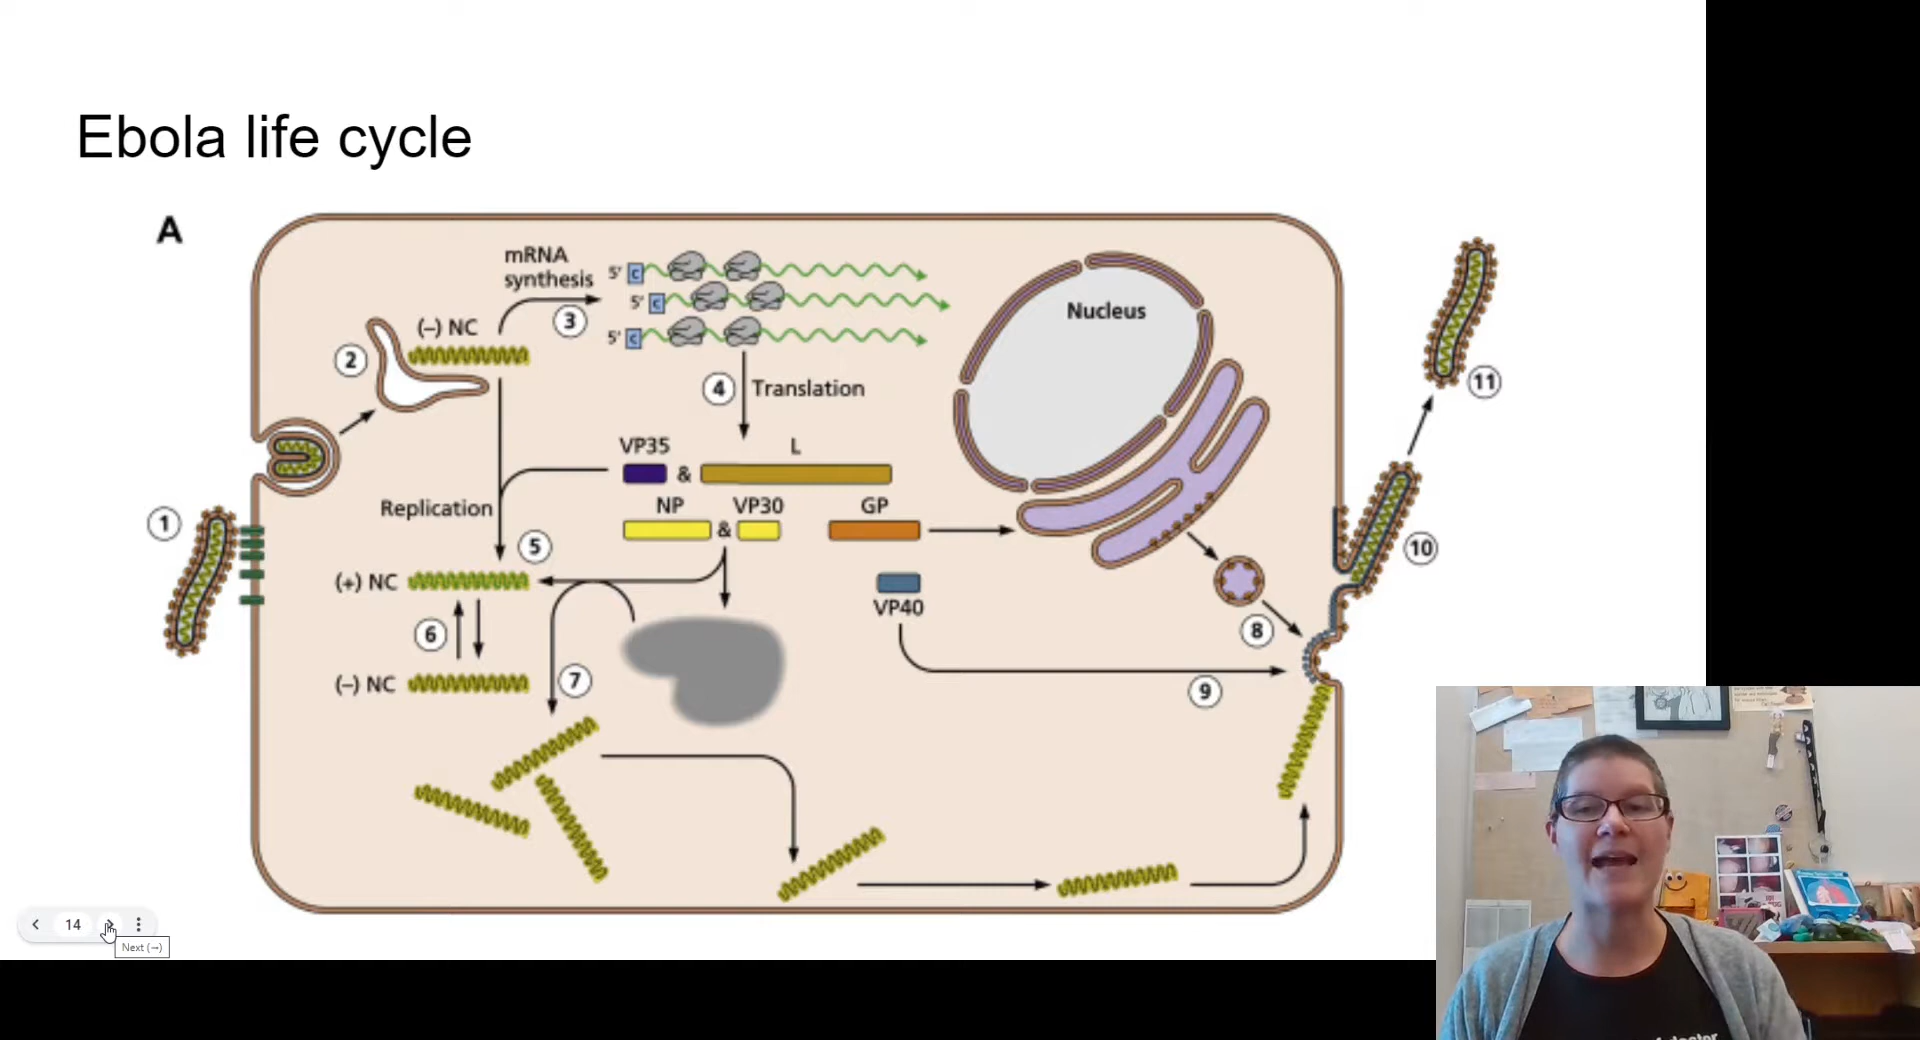 Ebola life cycle
A
mRNA
synthesis
3
5' c
5' c
5' c
(–) NC
2
Nucleus
4
Translation
11
VP35
L
&
NP
VP30
GP
&
Replication
1
5
10
(+) NC
VP40
6
8
(–) NC
7
9
14
Next (→)